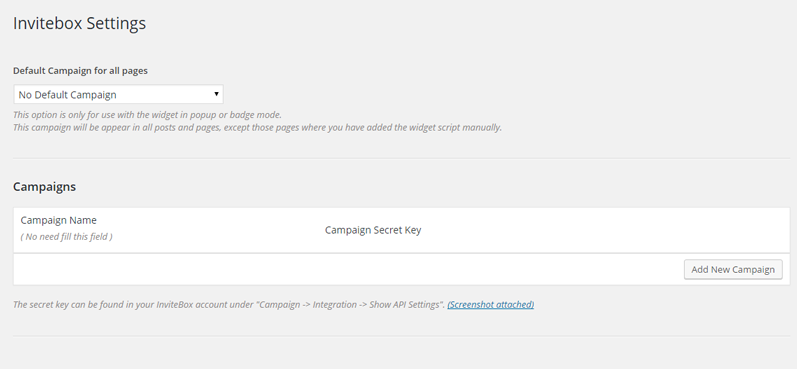 Invitebox Settings
Default Campaign for all pages
No Default Campaign
This option is only for use with the widget in popup or badge mode.
This campaign will be appear in all posts and pages, except those pages where you have added the widget script manually.
Campaigns
Campaign Name
( No need fill this field )
Campaign Secret Key
Add New Campaign
The secret key can be found in your InviteBox account under "Campaign -> Integration -> Show API Settings". (Screenshot attached)